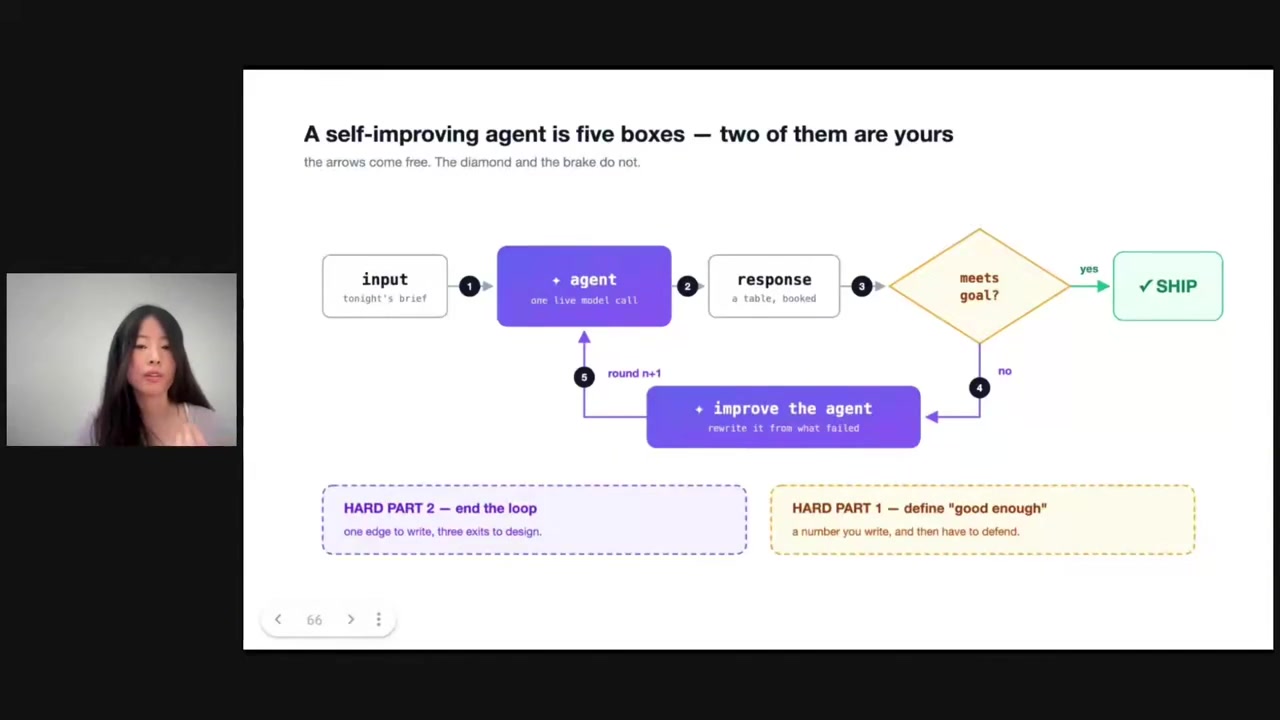 A self-improving agent is five boxes — two of them are yours
the arrows come free. The diamond and the brake do not.
input
tonight's brief
1
✦ agent
one live model call
2
response
a table, booked
3
meets
goal?
yes
✓ SHIP
5
round n+1
4
no
✦ improve the agent
rewrite it from what failed
HARD PART 2 — end the loop
one edge to write, three exits to design.
HARD PART 1 — define "good enough"
a number you write, and then have to defend.
66